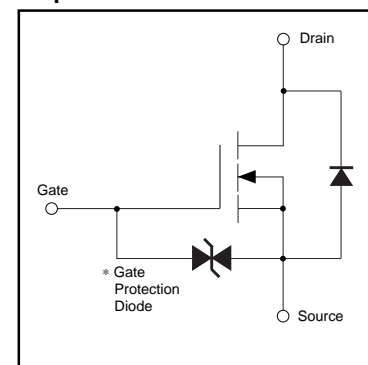 Drain
Gate
* Gate
Protection
Diode
Source